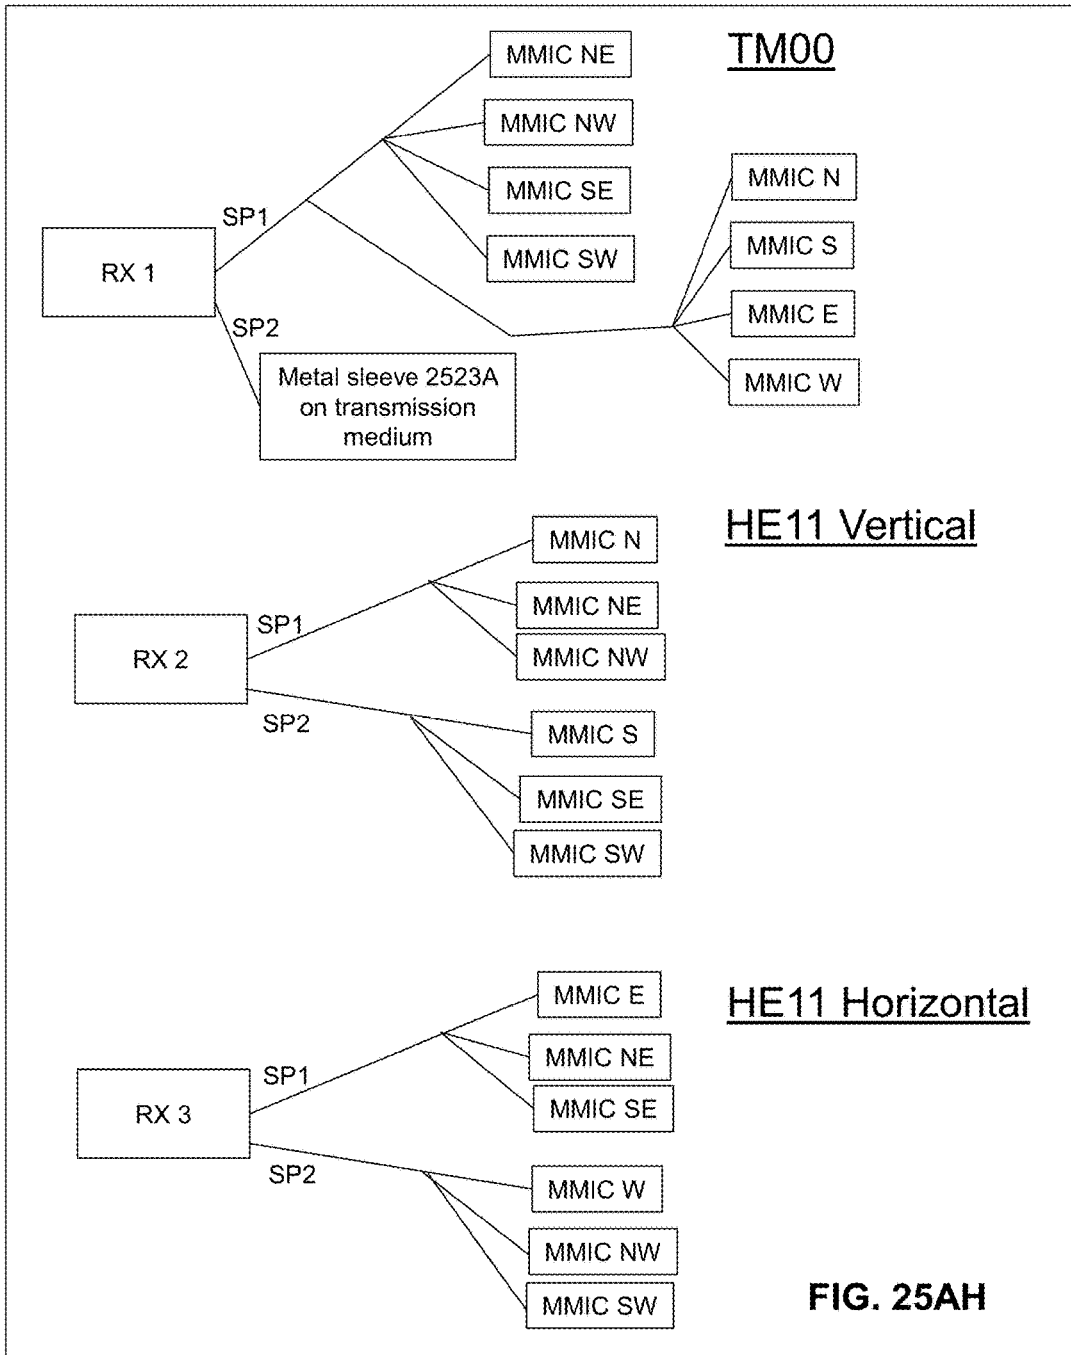 TM00
MMIC NE
MMIC NW
MMIC SE
MMIC SW
MMIC N
MMIC S
MMIC E
MMIC W
SP1
RX 1
SP2
Metal sleeve 2523A
on transmission
medium
HE11 Vertical
MMIC N
MMIC NE
MMIC NW
SP1
RX 2
SP2
MMIC S
MMIC SE
MMIC SW
HE11 Horizontal
MMIC E
MMIC NE
MMIC SE
SP1
RX 3
SP2
MMIC W
MMIC NW
MMIC SW
FIG. 25AH